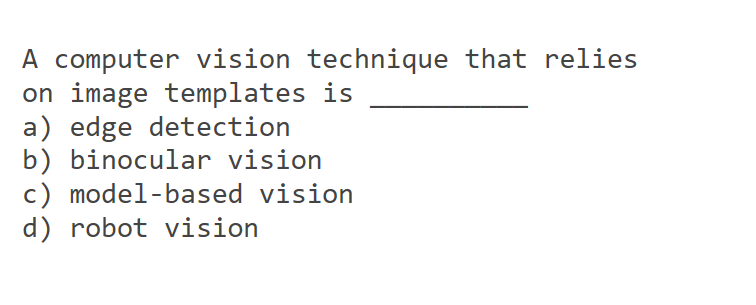 A computer vision technique that relies
on image templates is __________
a) edge detection
b) binocular vision
c) model-based vision
d) robot vision